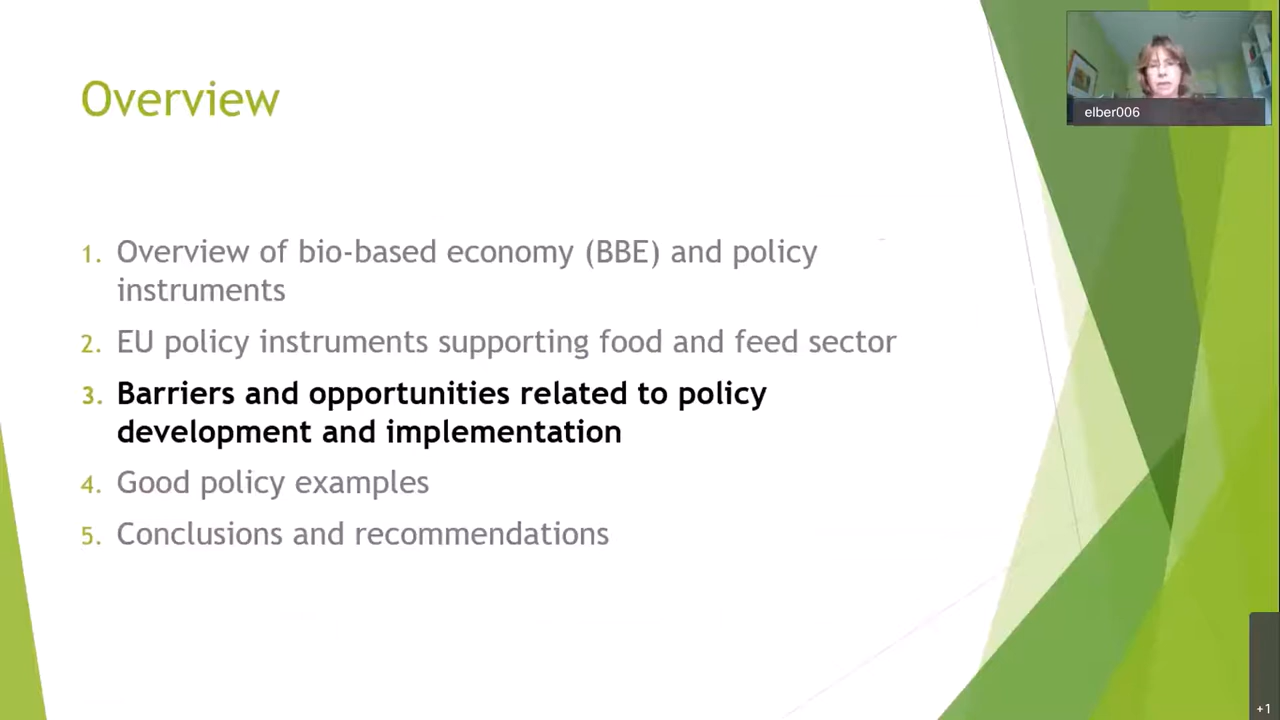 Overview
elber006
1. Overview of bio-based economy (BBE) and policy
instruments
2. EU policy instruments supporting food and feed sector
3. Barriers and opportunities related to policy
development and implementation
4. Good policy examples
5. Conclusions and recommendations
+1